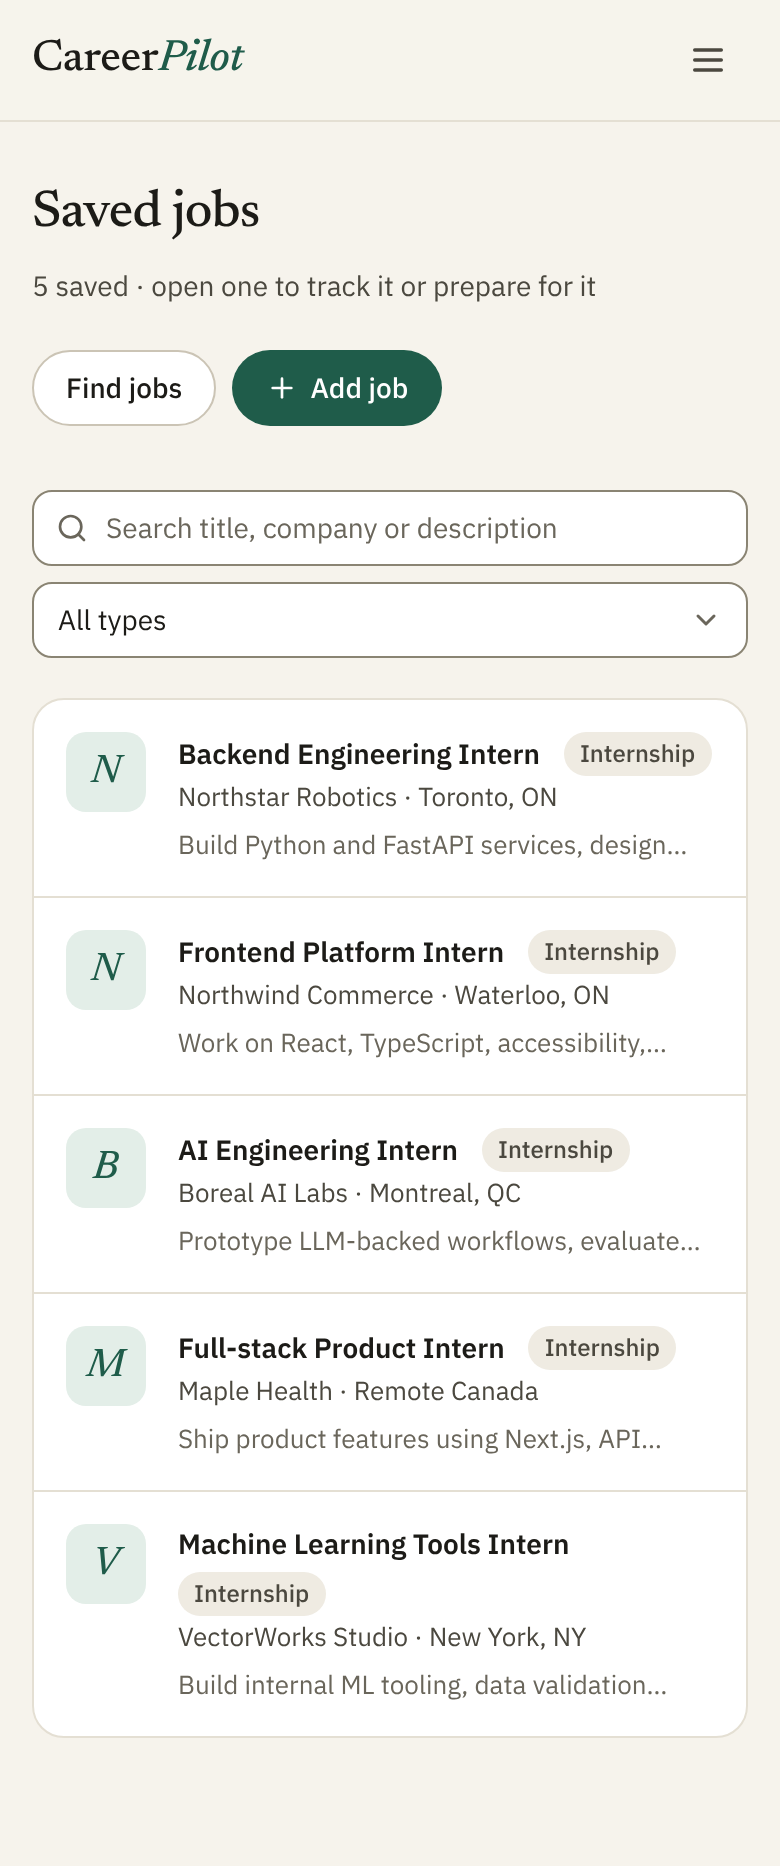 CareerPilot
Saved jobs
5 saved · open one to track it or prepare for it
Find jobs
+ Add job
Search title, company or description
All types
N
Backend Engineering Intern Internship
Northstar Robotics · Toronto, ON
Build Python and FastAPI services, design...
N
Frontend Platform Intern Internship
Northwind Commerce · Waterloo, ON
Work on React, TypeScript, accessibility,...
B
AI Engineering Intern Internship
Boreal AI Labs · Montreal, QC
Prototype LLM-backed workflows, evaluate...
M
Full-stack Product Intern Internship
Maple Health · Remote Canada
Ship product features using Next.js, API...
V
Machine Learning Tools Intern
Internship
VectorWorks Studio · New York, NY
Build internal ML tooling, data validation...